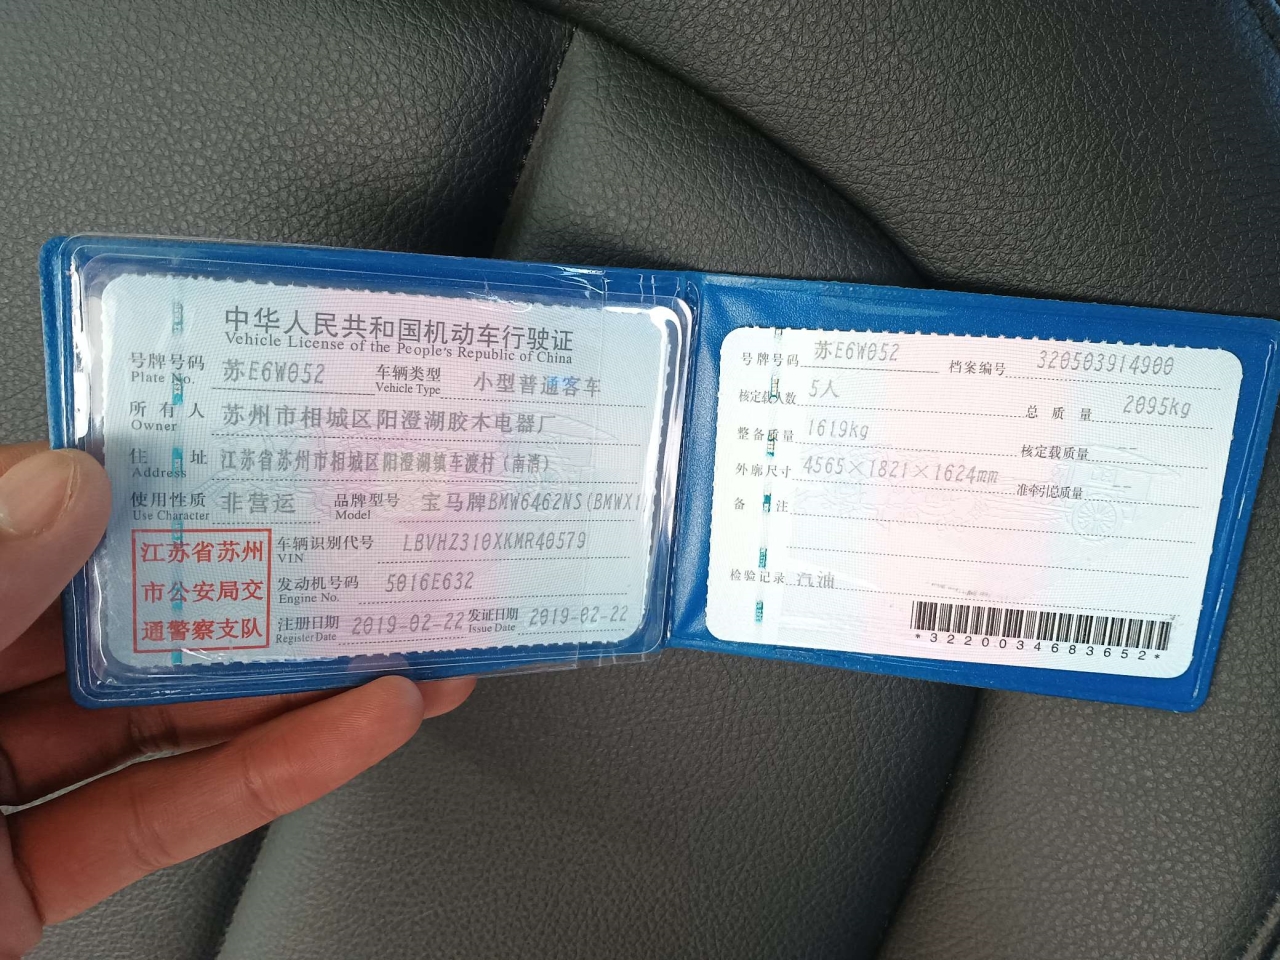 中华人民共和国机动车行驶证
Vehicle License of the People's Republic of China
号牌号码 苏E6W052 车辆类型 小型普通客车
Plate No. Vehicle Type
所有人 苏州市相城区阳澄湖胶木电器厂
Owner
住址 江苏省苏州市相城区阳澄湖镇车渡村(南消)
Address
使用性质 非营运 品牌型号 宝马牌BMW6462NS(BMWX1)
Use Character Model
江苏省苏州
市公安局交
通警察支队
车辆识别代号 LBVHZ310XKMR40579
VIN
发动机号码 5016E632
Engine No.
注册日期 2019-02-22 发证日期 2019-02-22
Register Date Issue Date
号牌号码 苏E6W052 档案编号 320503914900
核定载人数 5人 总质量 2095kg
整备质量 1619kg 核定载质量 --
外廓尺寸 4565×1821×1624mm 准牵引总质量 --
备注
检验记录 汽油
*3220034683652*